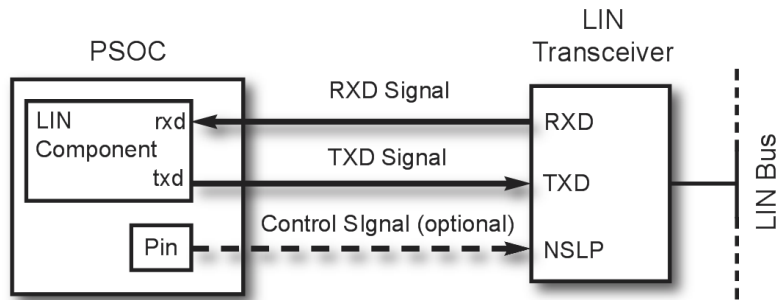 PSOC
LIN
Transceiver
LIN
Component
rxd
txd
Pin
RXD Signal
TXD Signal
Control SIgnal (optional)
RXD
TXD
NSLP
LIN Bus